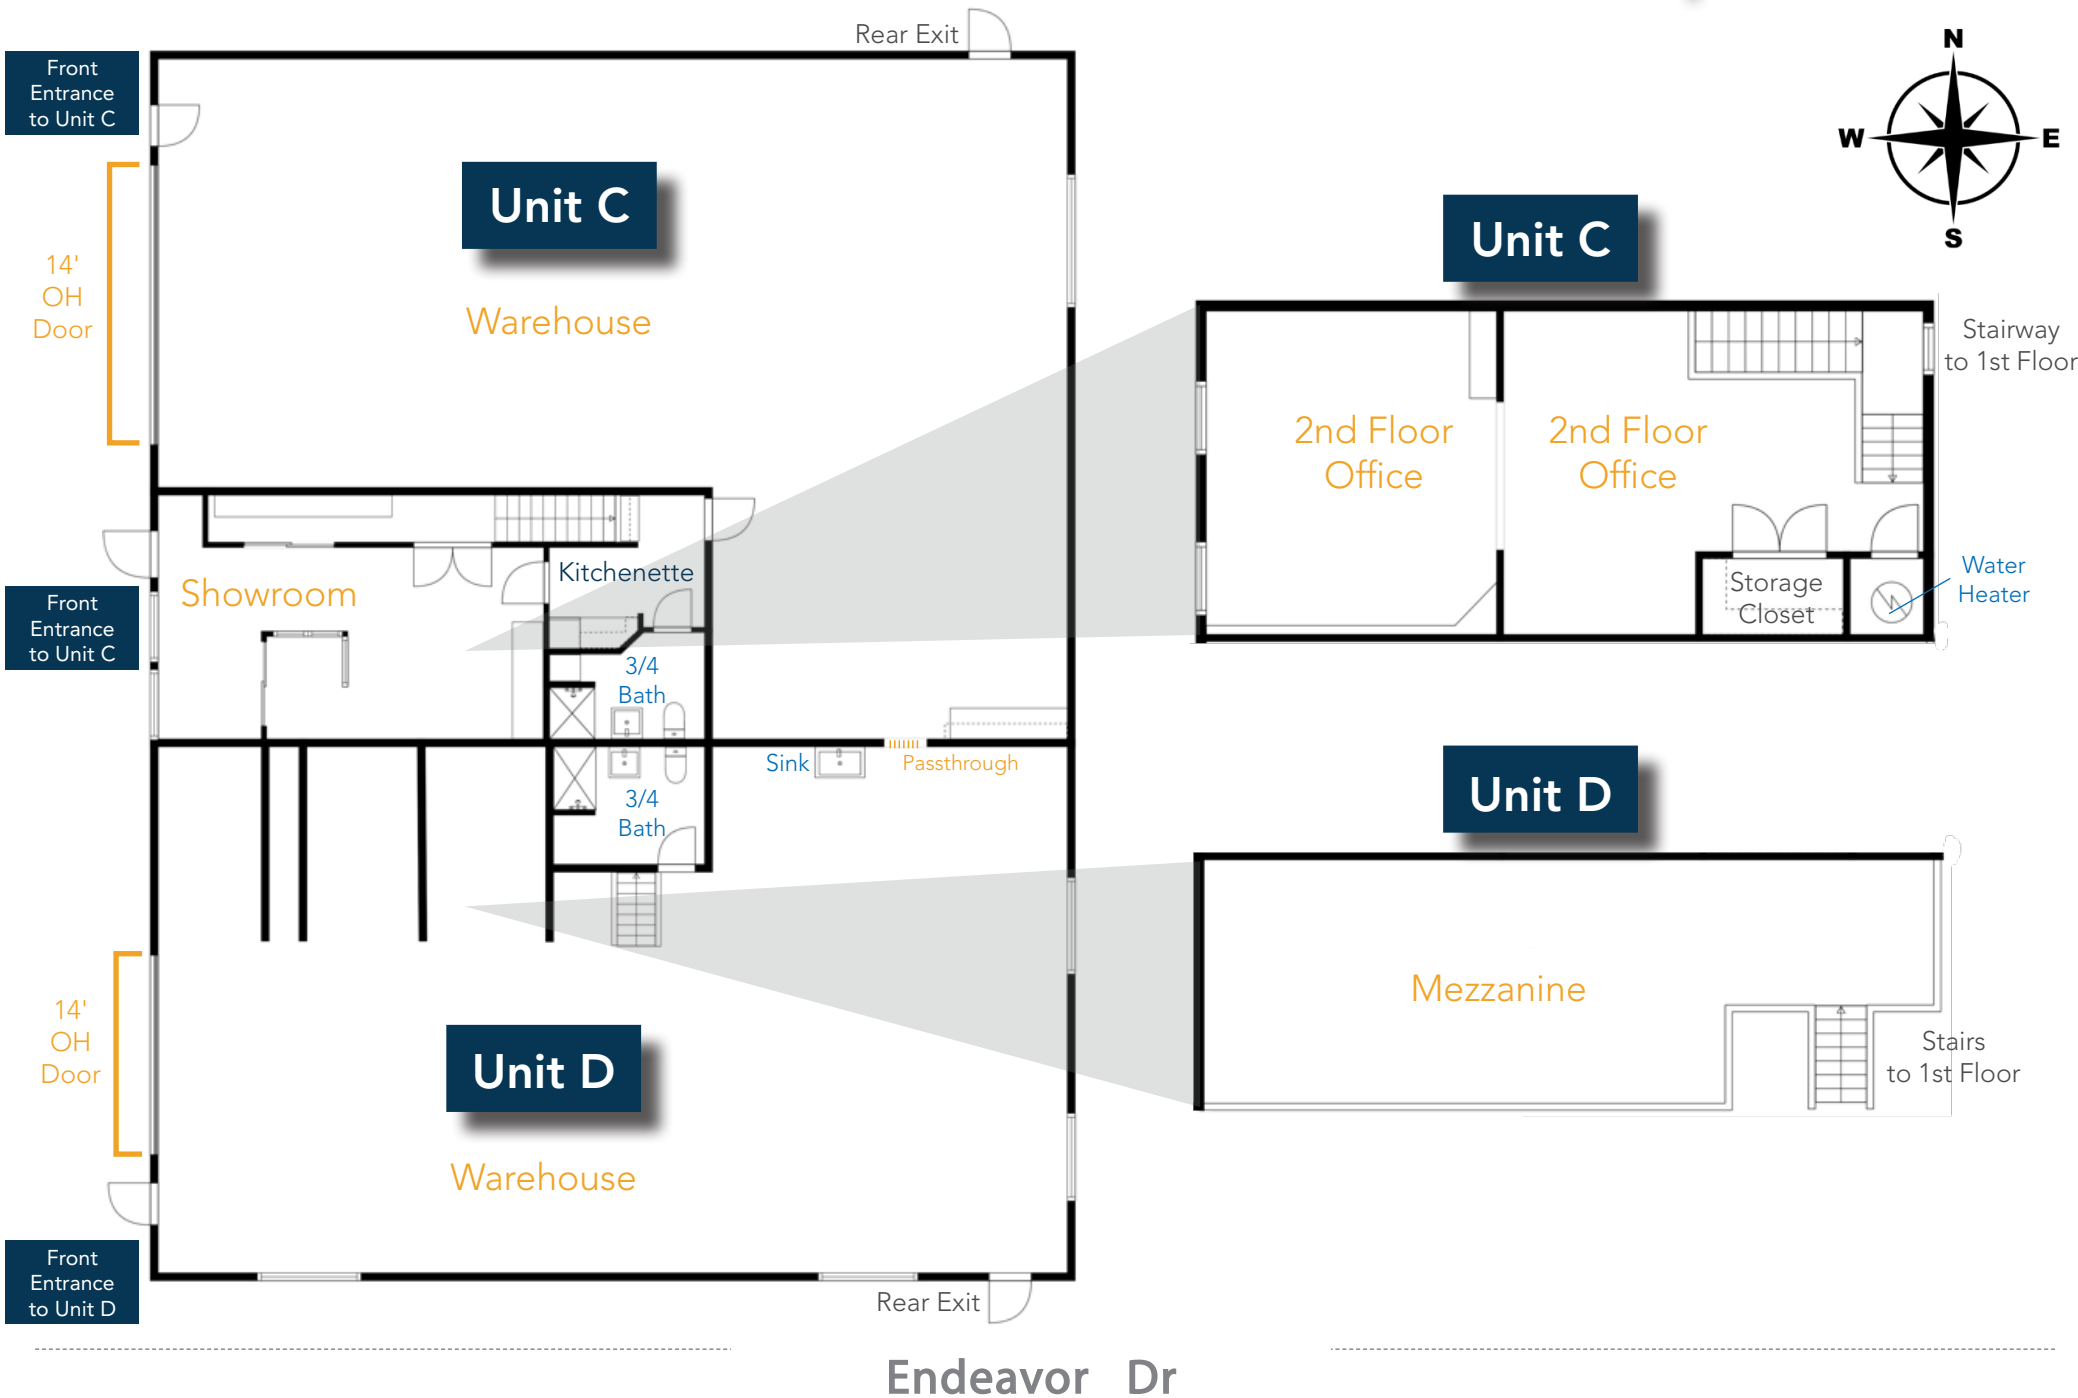 Rear Exit
Front
Entrance
to Unit C
N
W
E
S
Unit C
14'
OH
Door
Warehouse
Unit C
Stairway
to 1st Floor
2nd Floor
Office
2nd Floor
Office
Kitchenette
Showroom
Front
Entrance
to Unit C
Storage
Closet
Water
Heater
3/4
Bath
Sink
Passthrough
3/4
Bath
Unit D
Mezzanine
14'
OH
Door
Unit D
Stairs
to 1st Floor
Warehouse
Front
Entrance
to Unit D
Rear Exit
Endeavor Dr